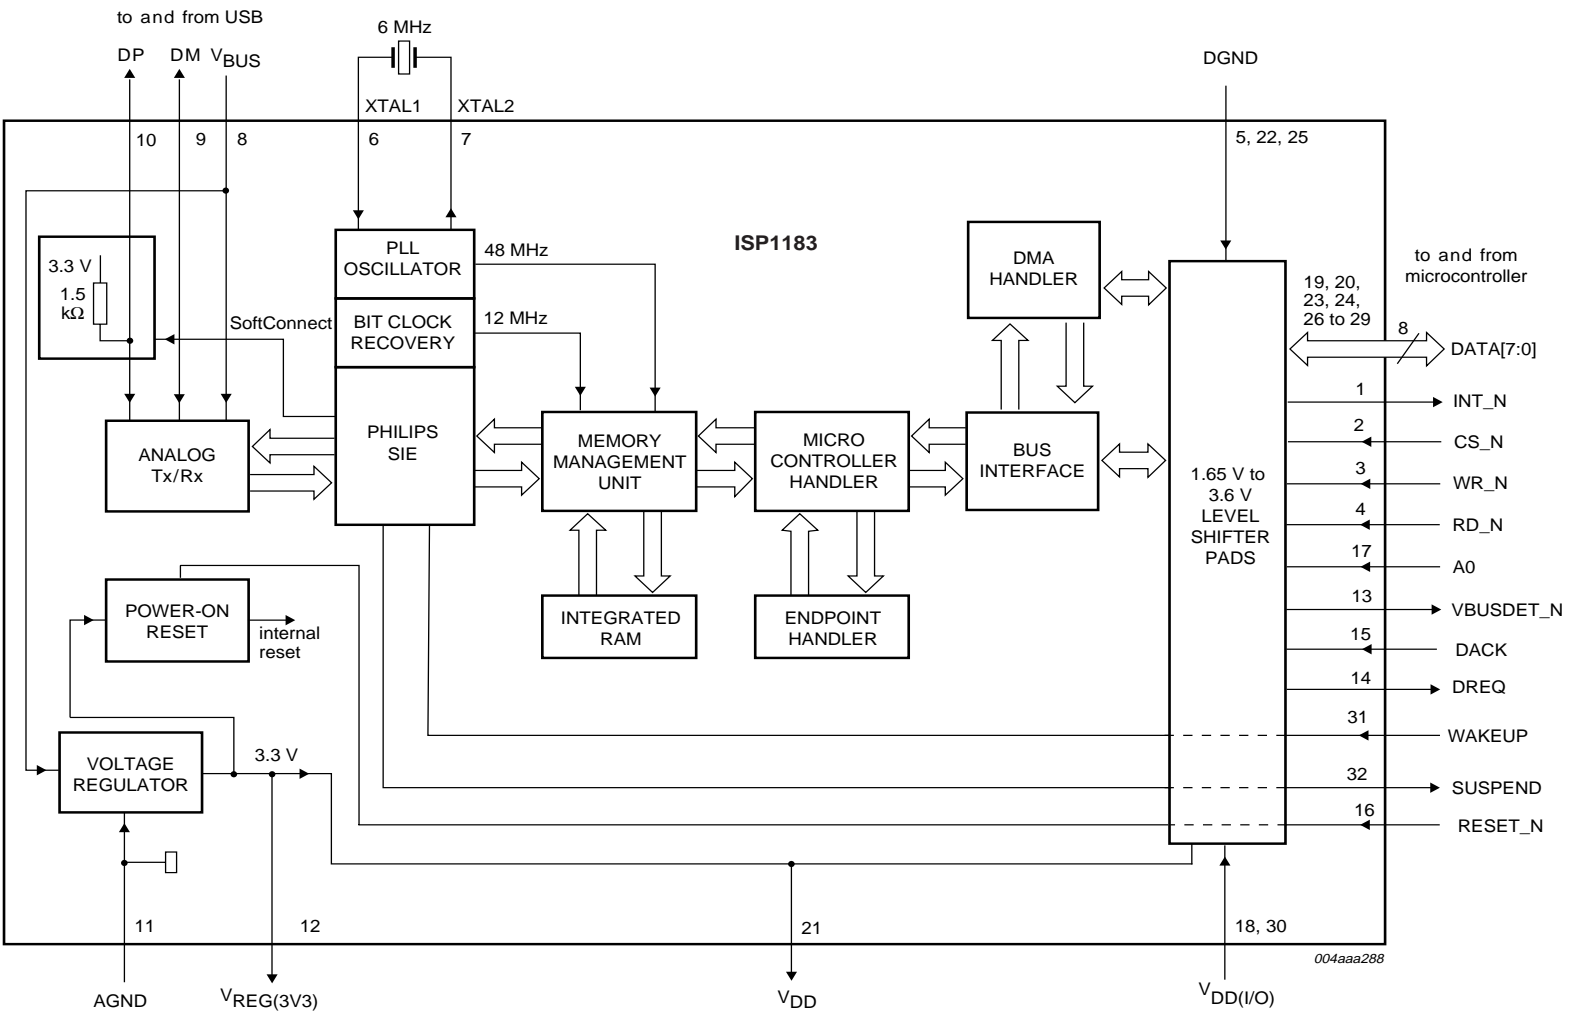 to and from USB
6 MHz
DP
DM
VBUS
DGND
XTAL1
XTAL2
10
9
8
6
7
5, 22, 25
ISP1183
PLL
OSCILLATOR
48 MHz
DMA
HANDLER
to and from
microcontroller
3.3 V
1.5
kΩ
19, 20,
23, 24,
26 to 29
SoftConnect
BIT CLOCK
RECOVERY
12 MHz
8
DATA[7:0]
1
INT_N
PHILIPS
SIE
ANALOG
Tx/Rx
MEMORY
MANAGEMENT
UNIT
MICRO
CONTROLLER
HANDLER
BUS
INTERFACE
2
CS_N
1.65 V to
3.6 V
LEVEL
SHIFTER
PADS
3
WR_N
4
RD_N
17
A0
POWER-ON
RESET
internal
reset
INTEGRATED
RAM
ENDPOINT
HANDLER
13
VBUSDET_N
15
DACK
14
DREQ
31
WAKEUP
VOLTAGE
REGULATOR
3.3 V
32
SUSPEND
16
RESET_N
11
12
21
18, 30
004aaa288
AGND
VREG(3V3)
VDD
VDD(I/O)